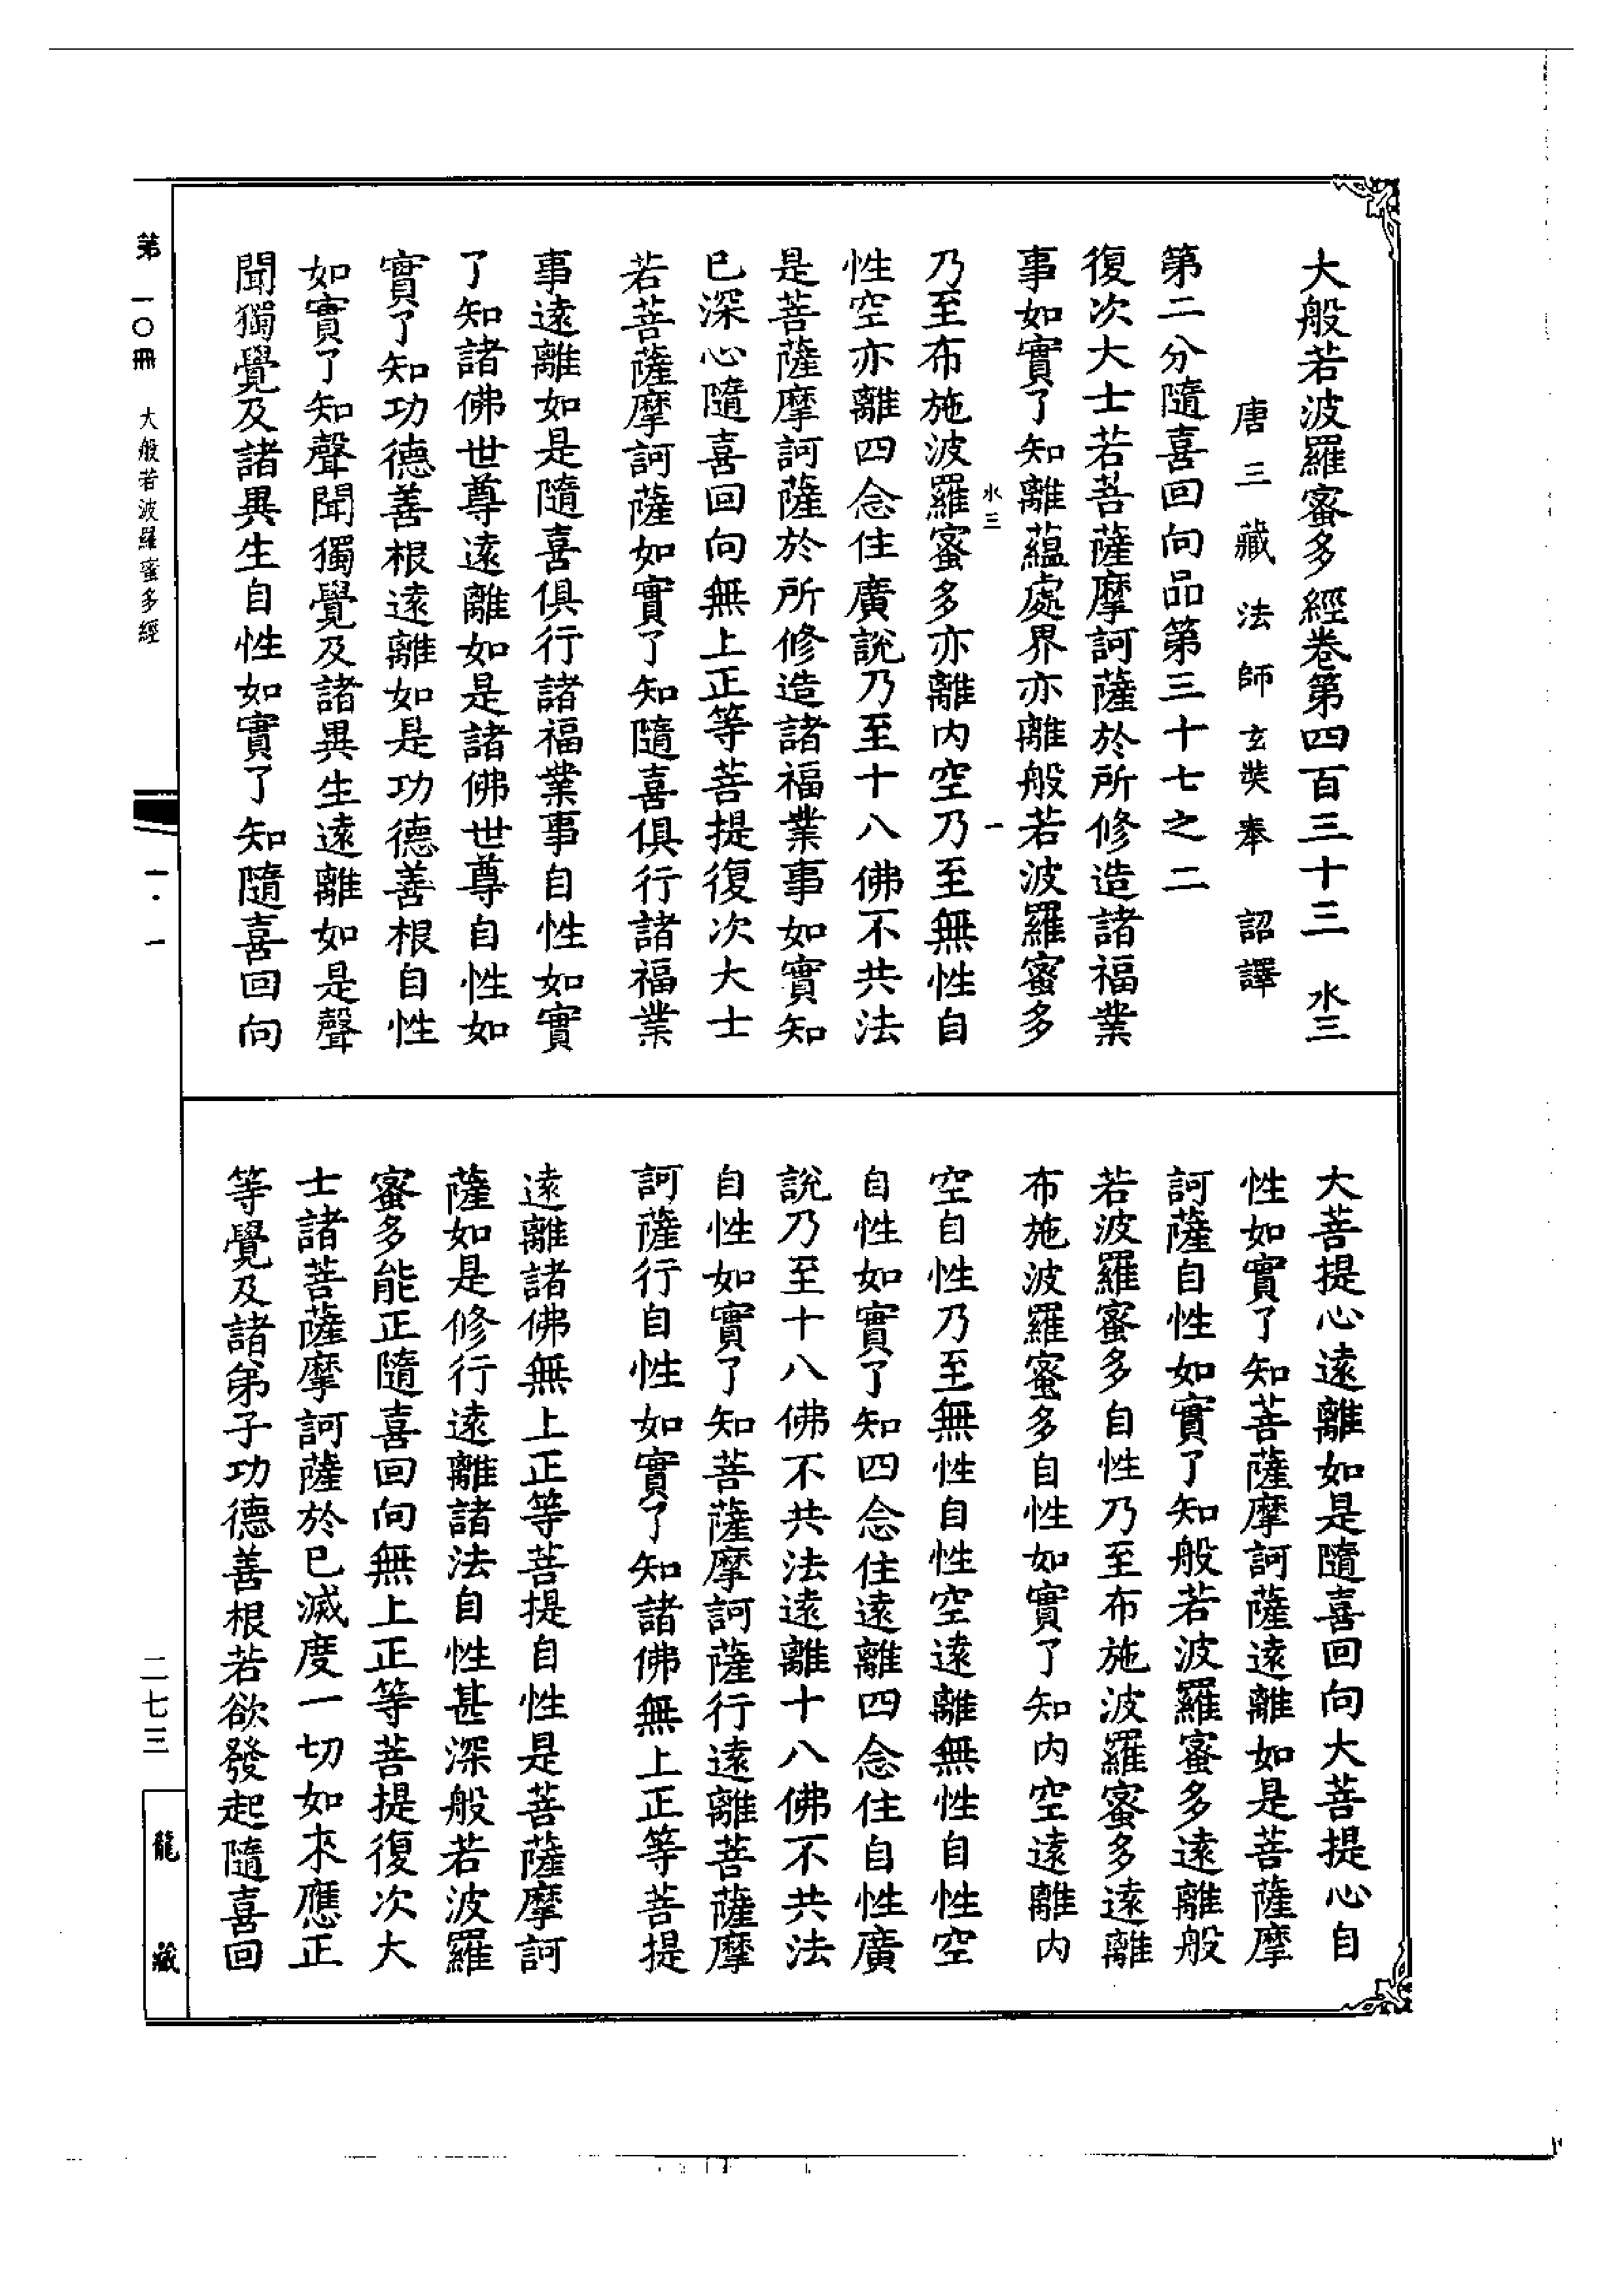 大般若波羅蜜多經卷第四百三十三　水三
唐三藏法師玄奘奉　詔譯
第二分隨喜回向品第三十七之二
復次大士若菩薩摩訶薩於所修造諸福業
事如實了知離蘊處界亦離般若波羅蜜多
水三　一
乃至布施波羅蜜多亦離內空乃至無性自
性空亦離四念住廣說乃至十八佛不共法
是菩薩摩訶薩於所修造諸福業事如實知
已深心隨喜回向無上正等菩提復次大士
若菩薩摩訶薩如實了知隨喜俱行諸福業
事遠離如是隨喜俱行諸福業事自性如實
了知諸佛世尊遠離如是諸佛世尊自性如
實了知功德善根遠離如是功德善根自性
如實了知聲聞獨覺及諸異生遠離如是聲
聞獨覺及諸異生自性如實了知隨喜回向
大菩提心遠離如是隨喜回向大菩提心自
性如實了知菩薩摩訶薩遠離如是菩薩摩
訶薩自性如實了知般若波羅蜜多遠離般
若波羅蜜多自性乃至布施波羅蜜多遠離
布施波羅蜜多自性如實了知內空遠離內
空自性乃至無性自性空遠離無性自性空
自性如實了知四念住遠離四念住自性廣
說乃至十八佛不共法遠離十八佛不共法
自性如實了知菩薩摩訶薩行遠離菩薩摩
訶薩行自性如實了知諸佛無上正等菩提
遠離諸佛無上正等菩提自性是菩薩摩訶
薩如是修行遠離諸法自性甚深般若波羅
蜜多能正隨喜回向無上正等菩提復次大
士諸菩薩摩訶薩於已滅度一切如來應正
等覺及諸弟子功德善根若欲發起隨喜回
第一〇冊　大般若波羅蜜多經
一・一
二七三
龍藏